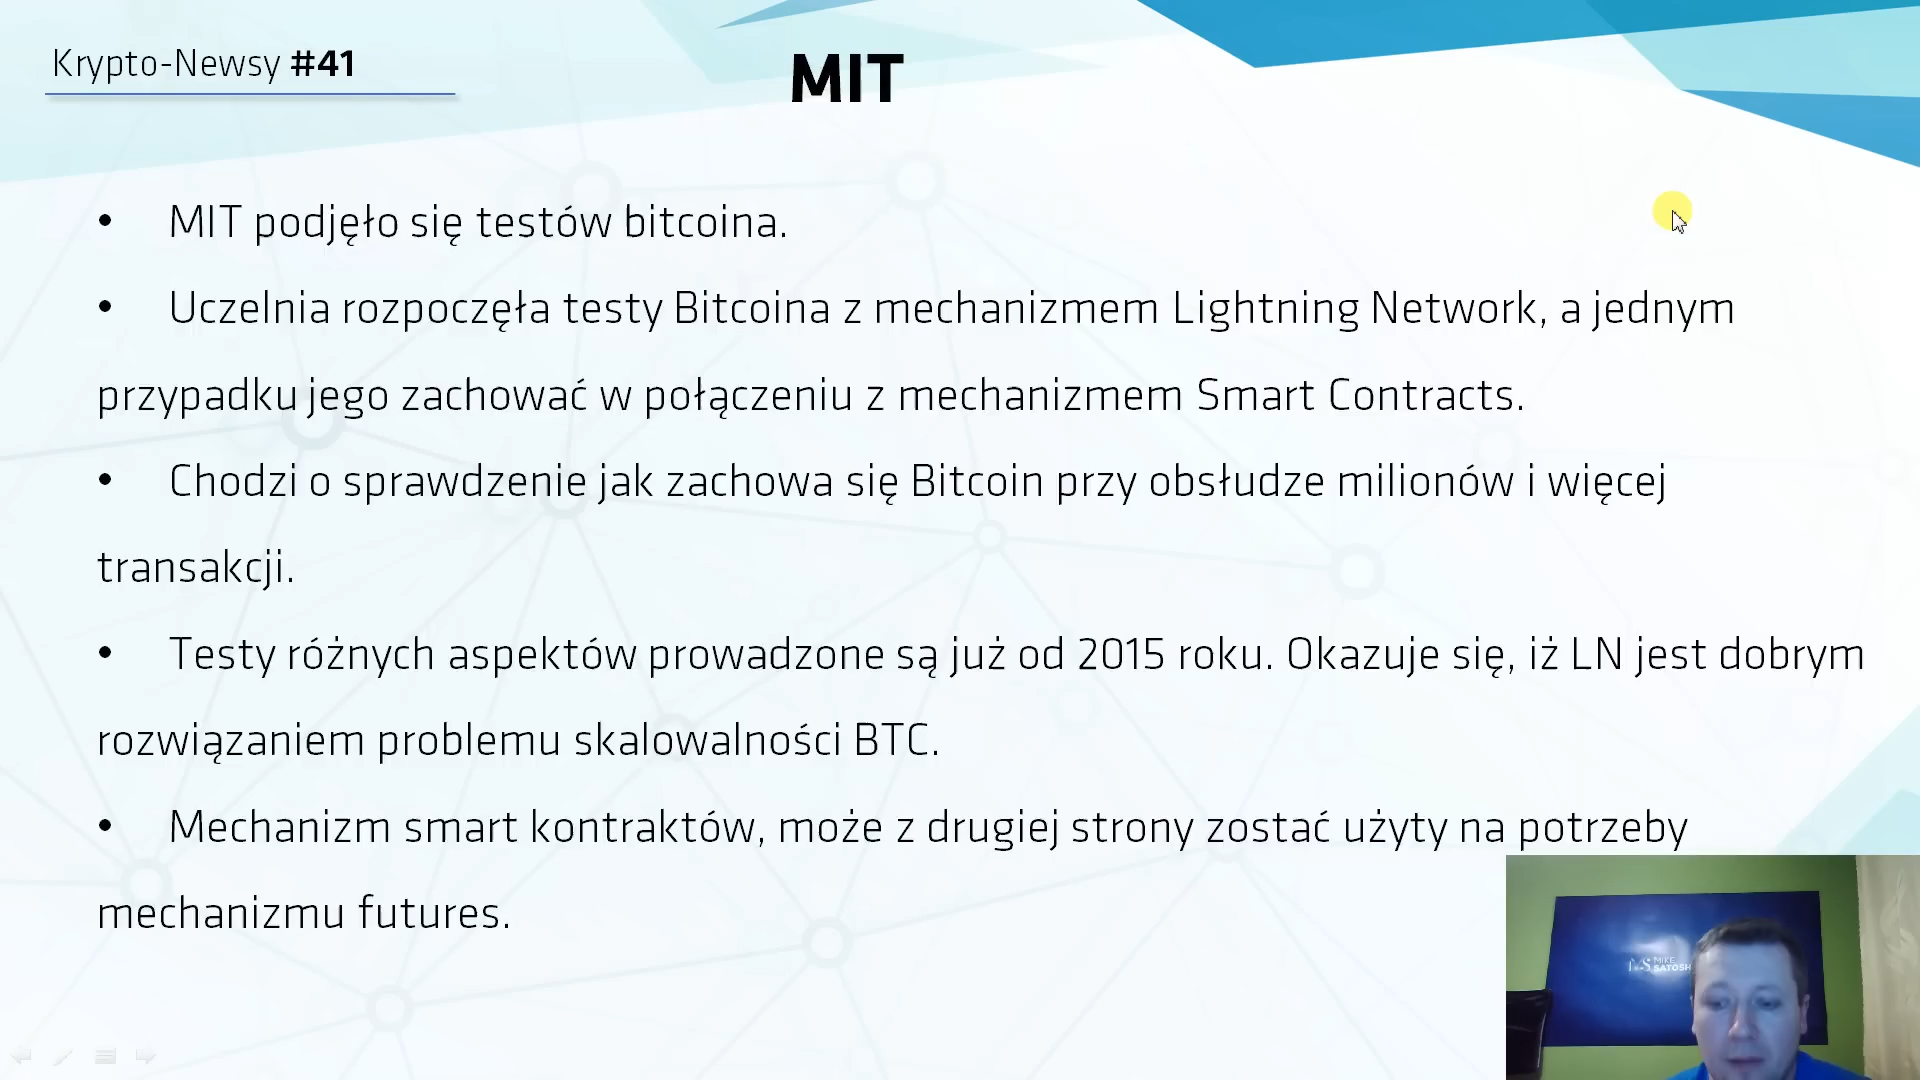 Krypto-Newsy #41
MIT
• MIT podjęło się testów bitcoina.
• Uczelnia rozpoczęła testy Bitcoina z mechanizmem Lightning Network, a jednym
przypadku jego zachować w połączeniu z mechanizmem Smart Contracts.
• Chodzi o sprawdzenie jak zachowa się Bitcoin przy obsłudze milionów i więcej
transakcji.
• Testy różnych aspektów prowadzone są już od 2015 roku. Okazuje się, iż LN jest dobrym
rozwiązaniem problemu skalowalności BTC.
• Mechanizm smart kontraktów, może z drugiej strony zostać użyty na potrzeby
mechanizmu futures.
MS MIKE
SATOSH